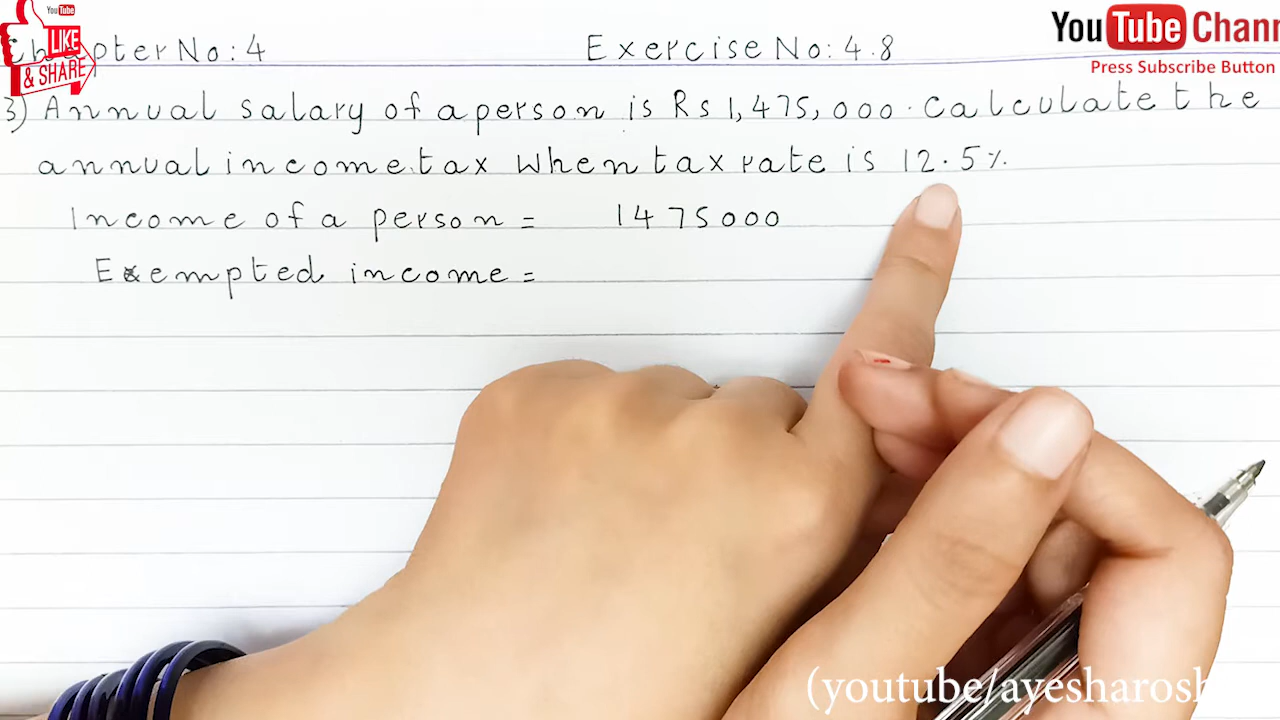 YouTube
LIKE
& SHARE
Chapter No: 4 Exercise No: 4.8
YouTube Chann
Press Subscribe Button
3) Annual salary of a person is Rs 1,475,000. Calculate the
annual income tax when tax rate is 12.5%.
Income of a person = 1475000
Exempted income =
(youtube/ayesharosh